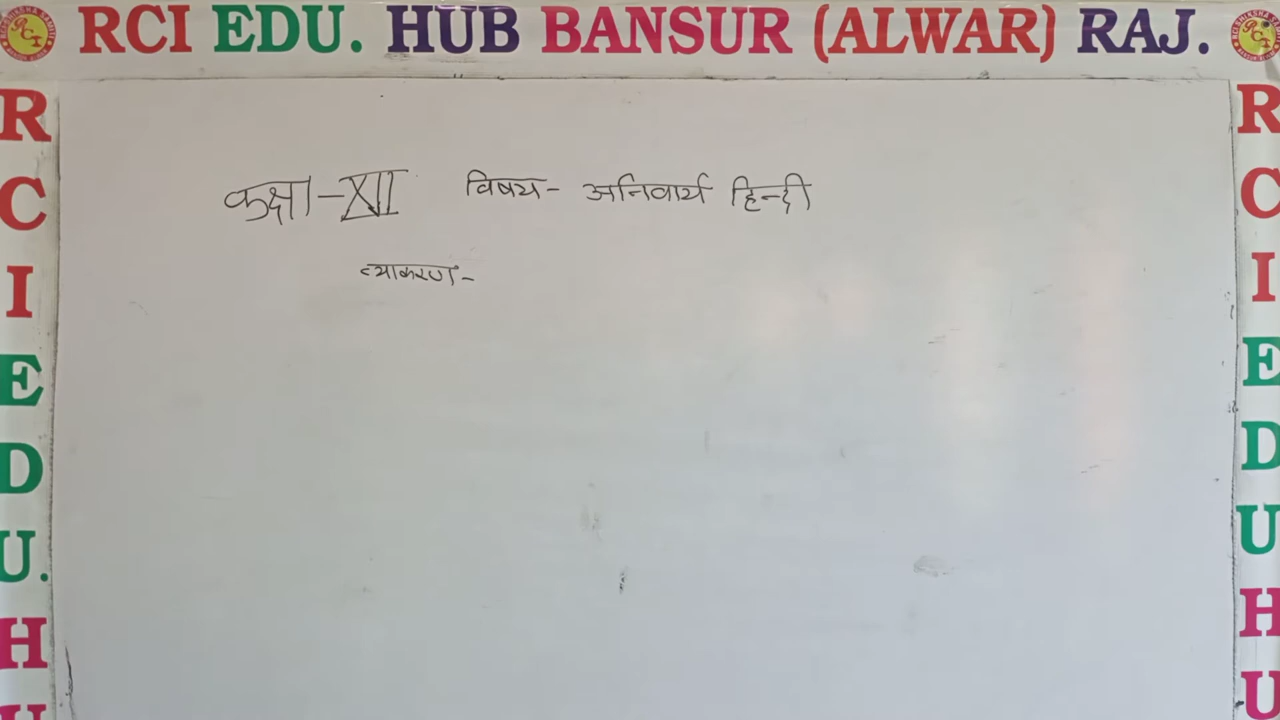 RCI EDU. HUB BANSUR (ALWAR) RAJ.
कक्षा-XII विषय- अनिवार्य हिन्दी
व्याकरण-
R
C
I
E
D
U.
H
R
C
I
E
D
U
H
U